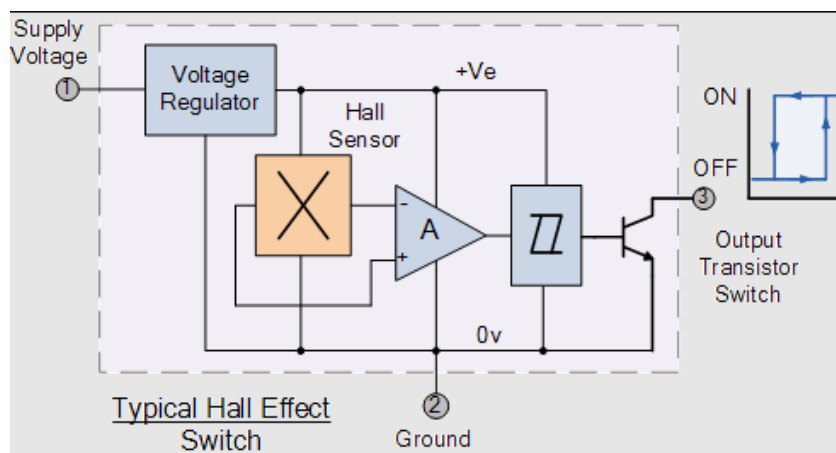 Supply
Voltage
1
Voltage
Regulator
+Ve
Hall
Sensor
-
A
+
0v
ON
OFF
3
Output
Transistor
Switch
Typical Hall Effect
Switch
2
Ground